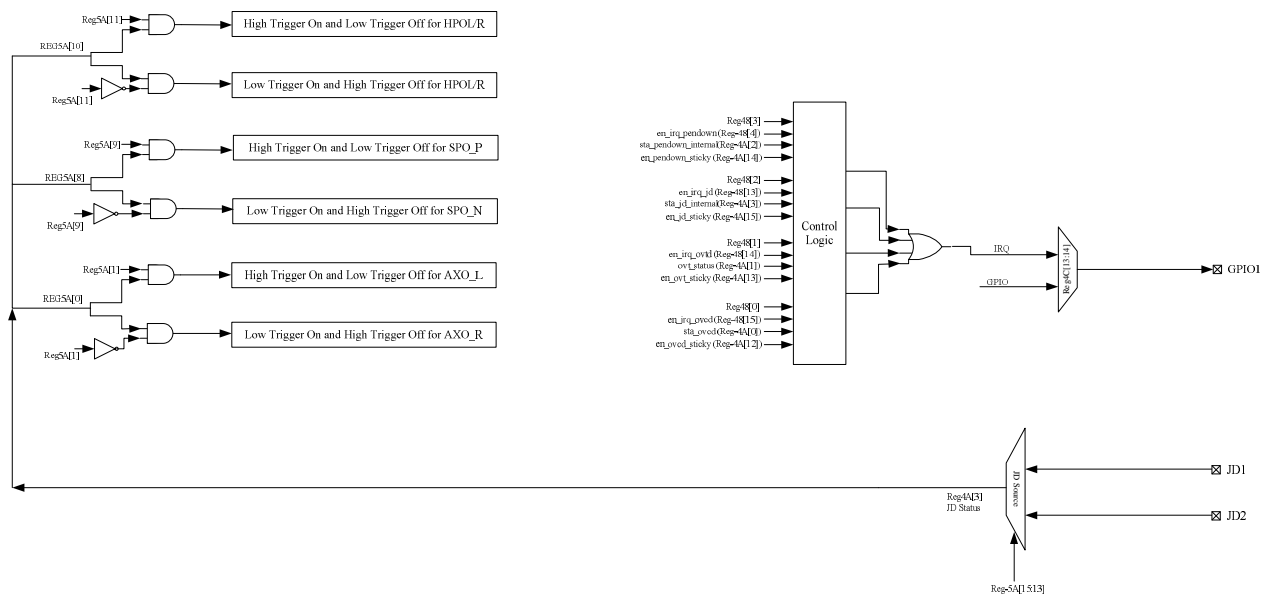 Reg5A[11]
High Trigger On and Low Trigger Off for HPOL/R
REG5A[10]
Low Trigger On and High Trigger Off for HPOL/R
Reg5A[11]
Reg5A[9]
High Trigger On and Low Trigger Off for SPO_P
REG5A[8]
Low Trigger On and High Trigger Off for SPO_N
Reg5A[9]
Reg5A[1]
High Trigger On and Low Trigger Off for AXO_L
REG5A[0]
Low Trigger On and High Trigger Off for AXO_R
Reg5A[1]
Reg48[3]
en_irq_pendown (Reg-48[4])
sta_pendown_internal (Reg-4A[2])
en_pendown_sticky (Reg-4A[14])
Reg48[2]
en_irq_jd (Reg-48[13])
sta_jd_internal (Reg-4A[3])
en_jd_sticky (Reg-4A[15])
Reg48[1]
en_irq_ovtd (Reg-48[14])
ovt_status (Reg-4A[1])
en_ovt_sticky (Reg-4A[13])
Reg48[0]
en_irq_ovcd (Reg-48[15])
sta_ovcd (Reg-4A[0])
en_ovcd_sticky (Reg-4A[12])
Control
Logic
IRQ
GPIO
Reg4C[13:14]
GPIO1
JD1
JD2
JD Source
Reg4A[3]
JD Status
Reg-5A[15:13]